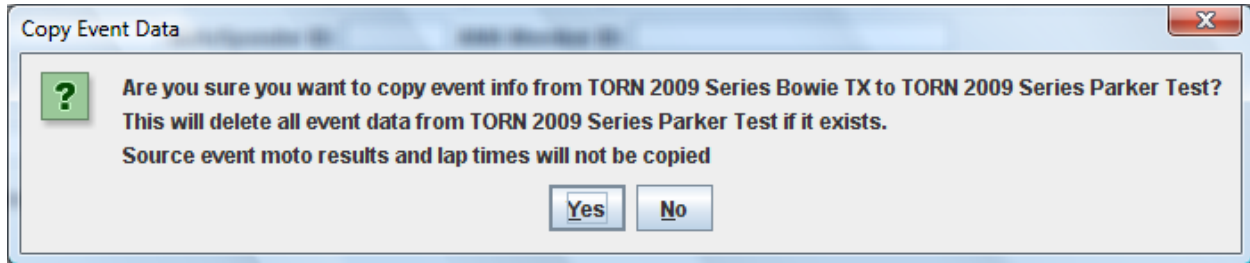 Copy Event Data
Are you sure you want to copy event info from TORN 2009 Series Bowie TX to TORN 2009 Series Parker Test?
This will delete all event data from TORN 2009 Series Parker Test if it exists.
Source event moto results and lap times will not be copied
Yes No